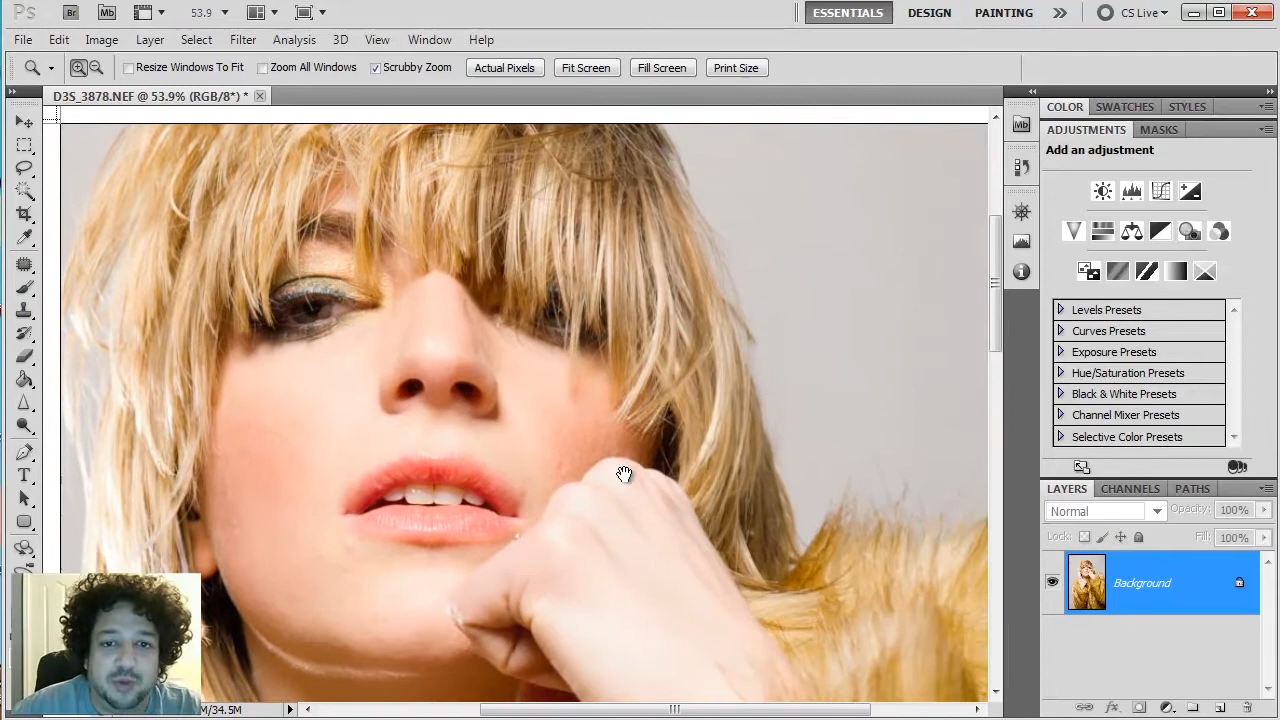 Ps Br Mb 53.9 ESSENTIALS DESIGN PAINTING CS Live
File Edit Image Layer Select Filter Analysis 3D View Window Help
Resize Windows To Fit Zoom All Windows Scrubby Zoom Actual Pixels Fit Screen Fill Screen Print Size
D3S_3878.NEF @ 53.9% (RGB/8*) *
COLOR SWATCHES STYLES
Mb
ADJUSTMENTS MASKS
Add an adjustment
Levels Presets
Curves Presets
Exposure Presets
Hue/Saturation Presets
Black & White Presets
Channel Mixer Presets
Selective Color Presets
LAYERS CHANNELS PATHS
Normal Opacity: 100%
Lock: Fill: 100%
Background
M/34.5M